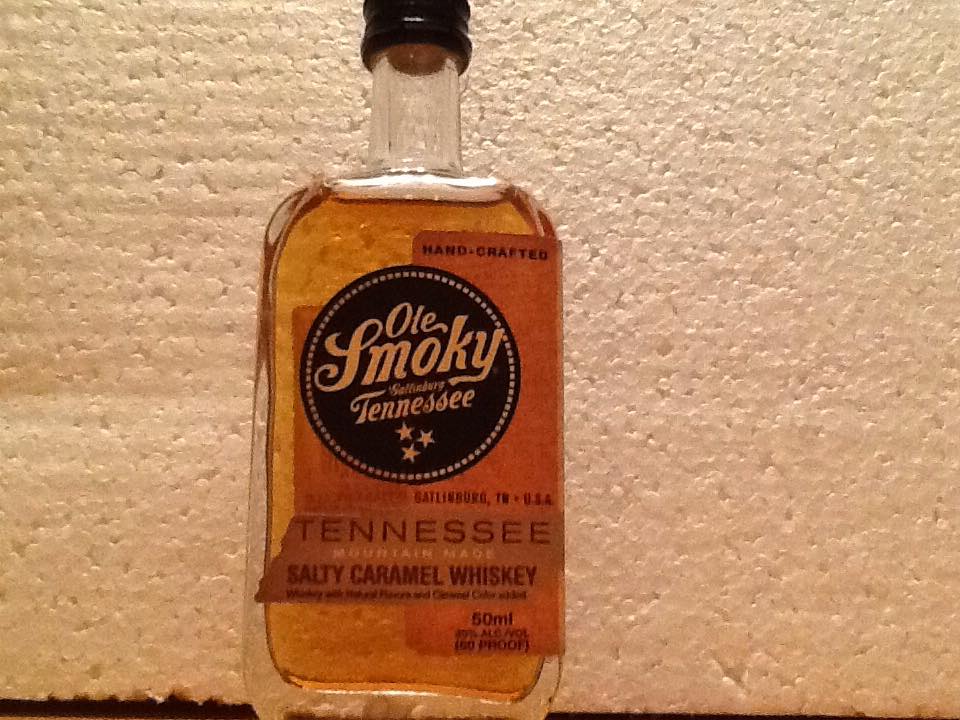 HAND-CRAFTED
Ole
Smoky
Gatlinburg
Tennessee
GATLINBURG, TN • U.S.A.
TENNESSEE
MOUNTAIN MADE
SALTY CARAMEL WHISKEY
Whiskey with Natural Flavors and Caramel Color added
50ml
30% ALC/VOL
(60 PROOF)